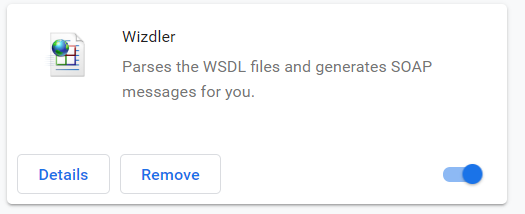 Wizdler
Parses the WSDL files and generates SOAP
messages for you.
Details
Remove